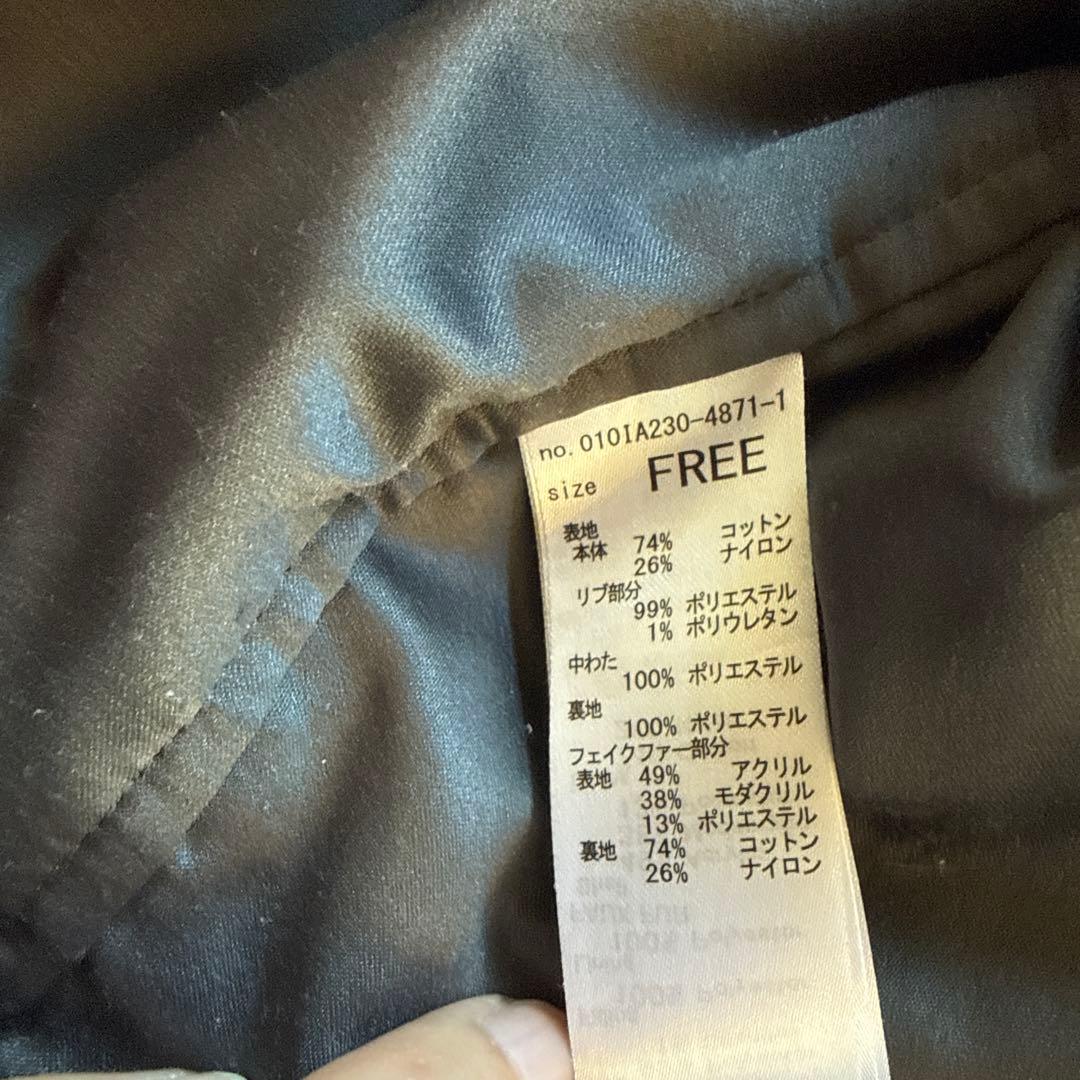 no. 010IA230-4871-1
size FREE
表地
本体 74% コットン
26% ナイロン
リブ部分
99% ポリエステル
1% ポリウレタン
中わた
100% ポリエステル
裏地
100% ポリエステル
フェイクファー部分
表地 49% アクリル
38% モダクリル
13% ポリエステル
裏地 74% コットン
26% ナイロン